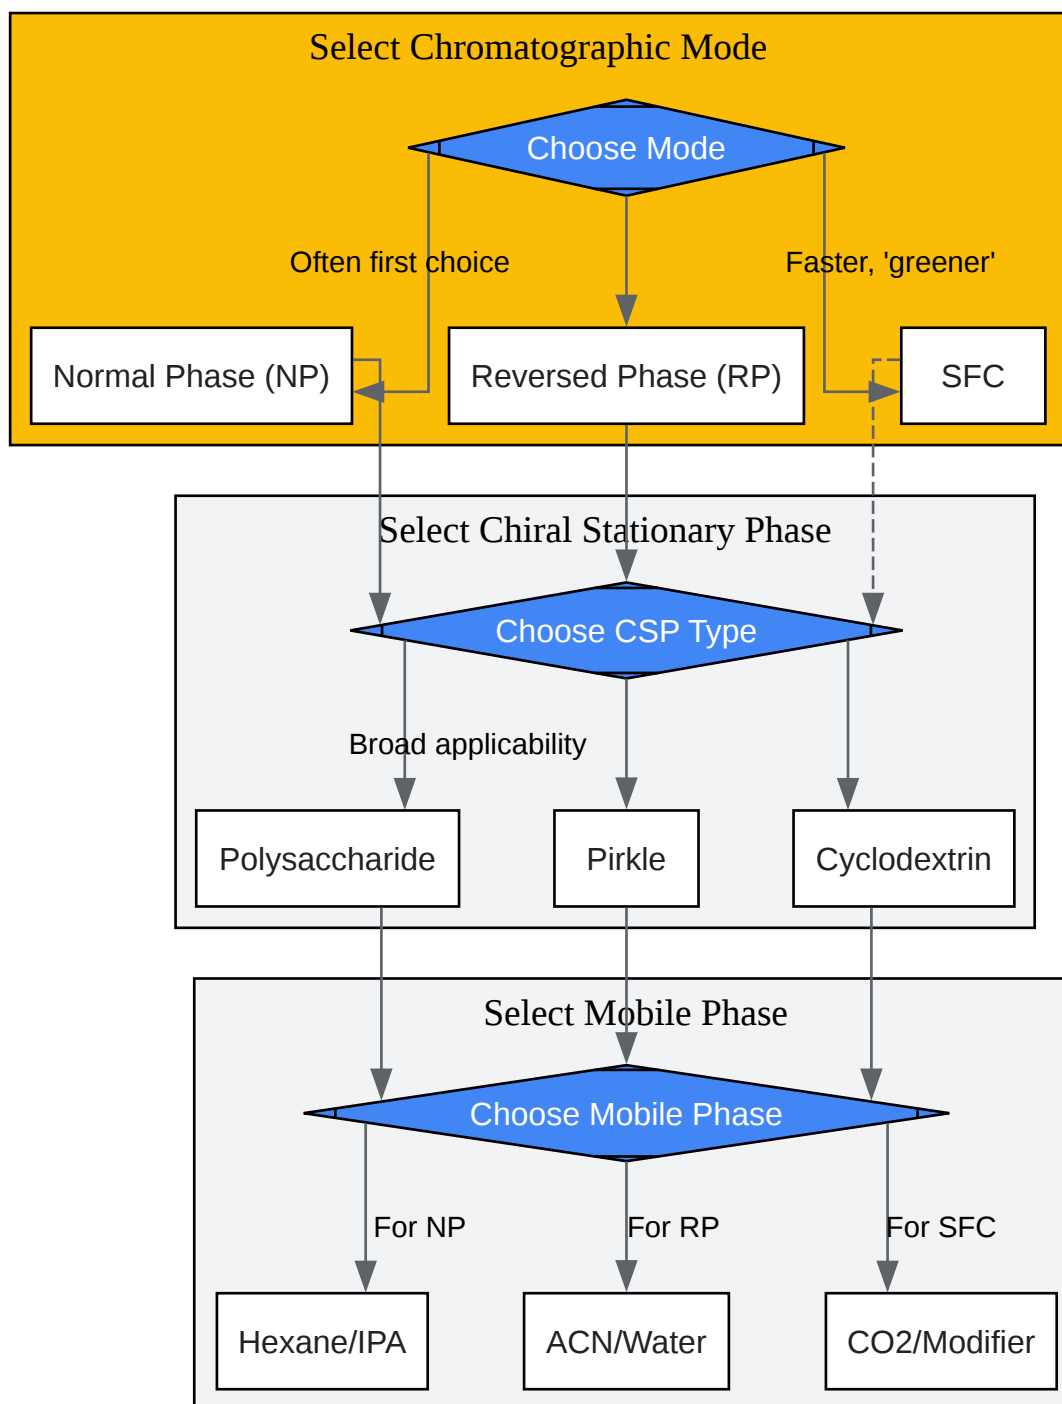 Select Chromatographic Mode
Choose Mode
Often first choice
Faster, 'greener'
Normal Phase (NP)
Reversed Phase (RP)
SFC
Select Chiral Stationary Phase
Choose CSP Type
Broad applicability
Polysaccharide
Pirkle
Cyclodextrin
Select Mobile Phase
Choose Mobile Phase
For NP
For RP
For SFC
Hexane/IPA
ACN/Water
CO2/Modifier